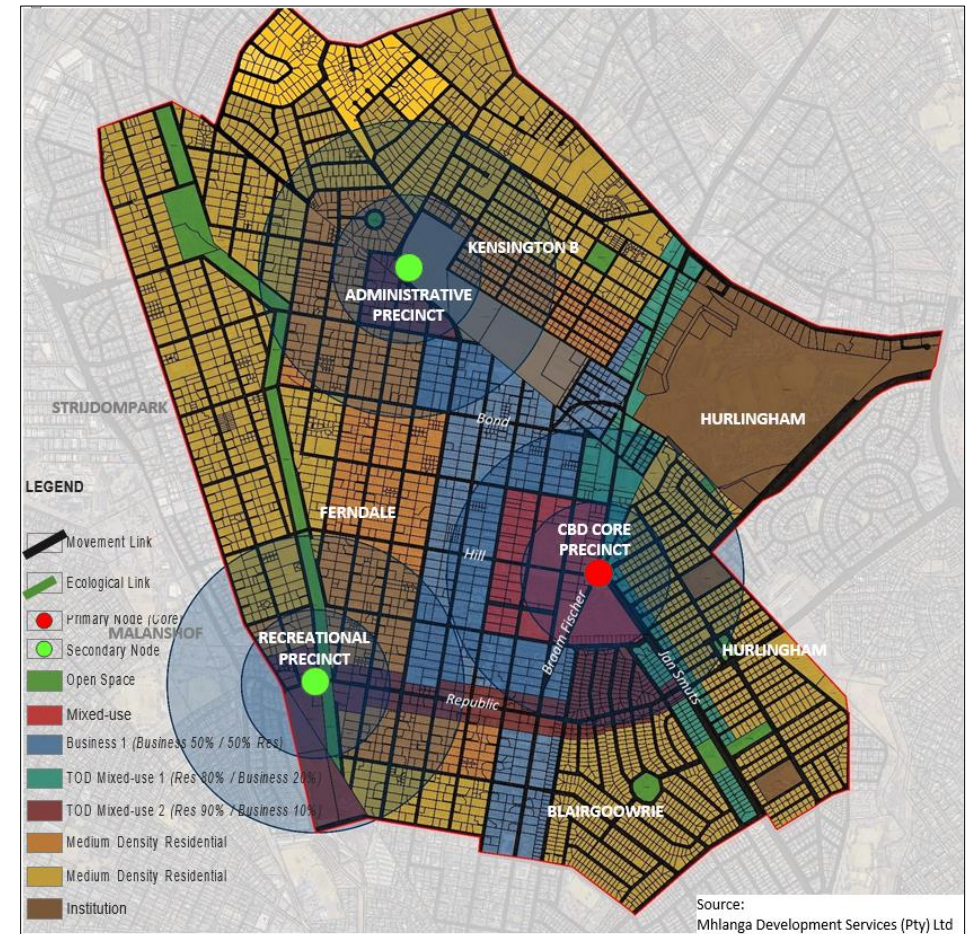 KENSINGTON B
ADMINISTRATIVE
PRECINCT
STRIJDOMPARK
Bond
HURLINGHAM
LEGEND
FERNDALE
CBD CORE
PRECINCT
Hill
Movement Link
Ecological Link
Primary Node (Core)
MALANSHOF
Secondary Node
RECREATIONAL
PRECINCT
Braam Fischer
HURLINGHAM
Jan Smuts
Open Space
Republic
Mixed-use
Business 1 (Business 50% / 50% Res)
TOD Mixed-use 1 (Res 80% / Business 20%)
TOD Mixed-use 2 (Res 90% / Business 10%)
BLAIRGOOWRIE
Medium Density Residential
Medium Density Residential
Institution
Source:
Mhlanga Development Services (Pty) Ltd